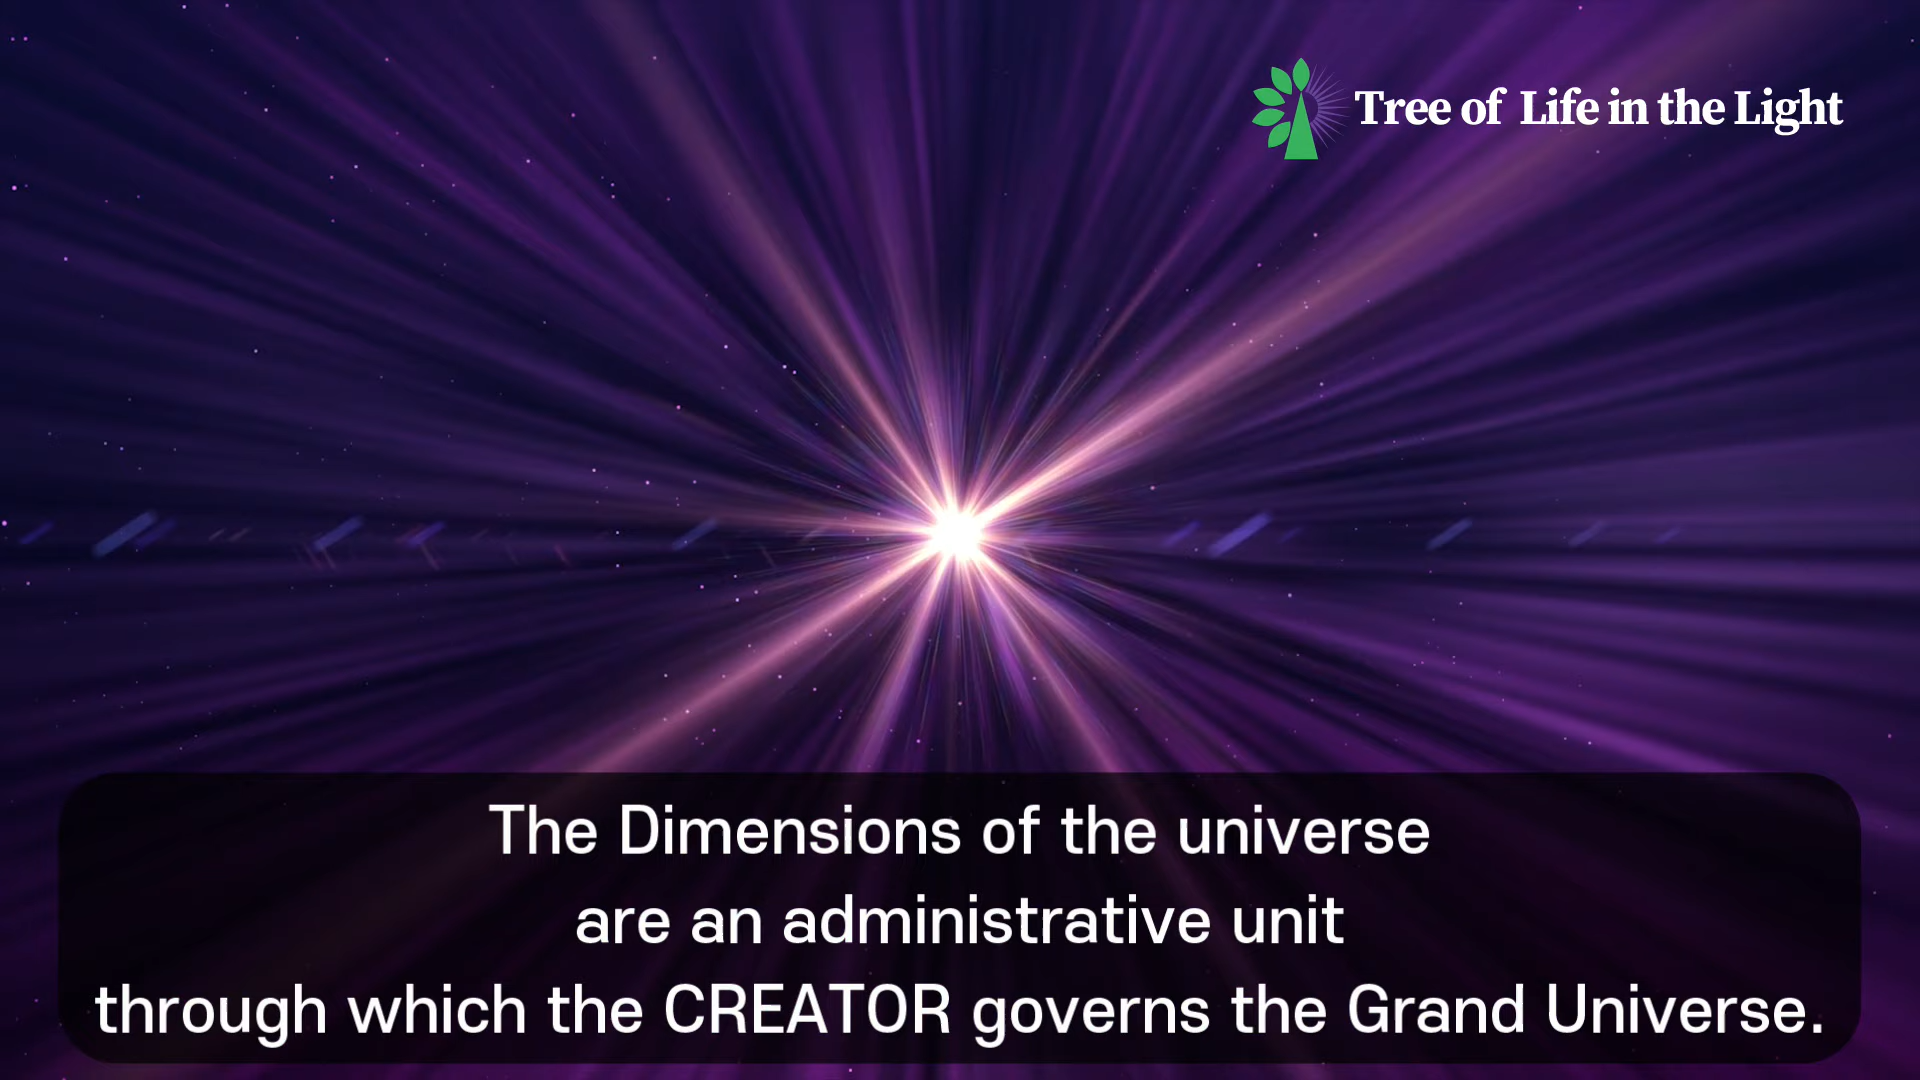 Tree of Life in the Light
The Dimensions of the universe
are an administrative unit
through which the CREATOR governs the Grand Universe.